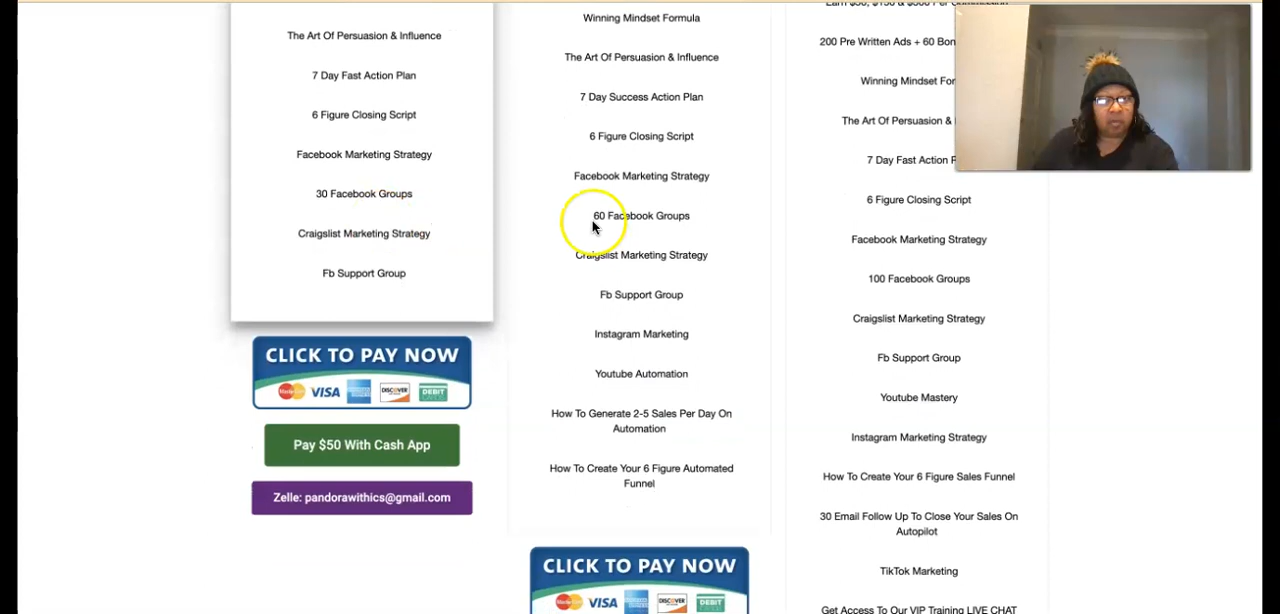 The Art Of Persuasion & Influence
7 Day Fast Action Plan
6 Figure Closing Script
Facebook Marketing Strategy
30 Facebook Groups
Craigslist Marketing Strategy
Fb Support Group
CLICK TO PAY NOW
MasterCard VISA AMERICAN EXPRESS DISCOVER DEBIT
Pay $50 With Cash App
Zelle: pandorawithics@gmail.com
Winning Mindset Formula
The Art Of Persuasion & Influence
7 Day Success Action Plan
6 Figure Closing Script
Facebook Marketing Strategy
60 Facebook Groups
Craigslist Marketing Strategy
Fb Support Group
Instagram Marketing
Youtube Automation
How To Generate 2-5 Sales Per Day On
Automation
How To Create Your 6 Figure Automated
Funnel
CLICK TO PAY NOW
VISA DISCOVER DEBIT
200 Pre Written Ads + 60 Bon
Winning Mindset For
The Art Of Persuasion &
7 Day Fast Action P
6 Figure Closing Script
Facebook Marketing Strategy
100 Facebook Groups
Craigslist Marketing Strategy
Fb Support Group
Youtube Mastery
Instagram Marketing Strategy
How To Create Your 6 Figure Sales Funnel
30 Email Follow Up To Close Your Sales On
Autopilot
TikTok Marketing
Get Access To Our VIP Training LIVE CHAT